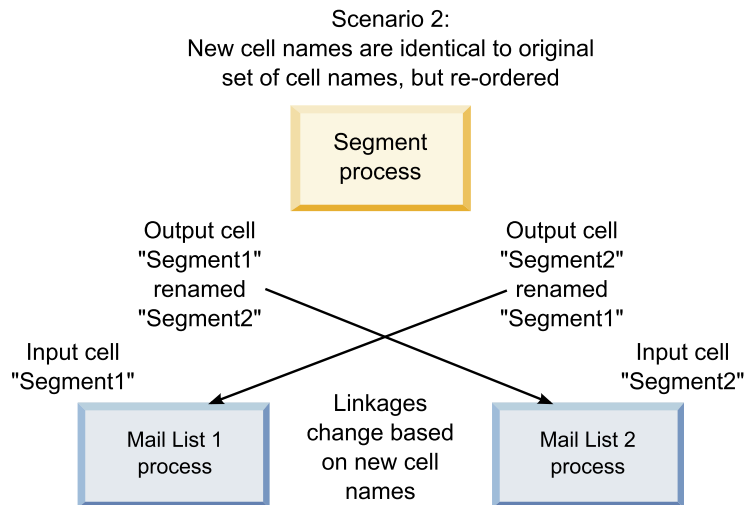 Scenario 2:
New cell names are identical to original
set of cell names, but re-ordered
Segment
process
Output cell
"Segment1"
renamed
"Segment2"
Output cell
"Segment2"
renamed
"Segment1"
Input cell
"Segment1"
Input cell
"Segment2"
Mail List 1
process
Linkages
change based
on new cell
names
Mail List 2
process